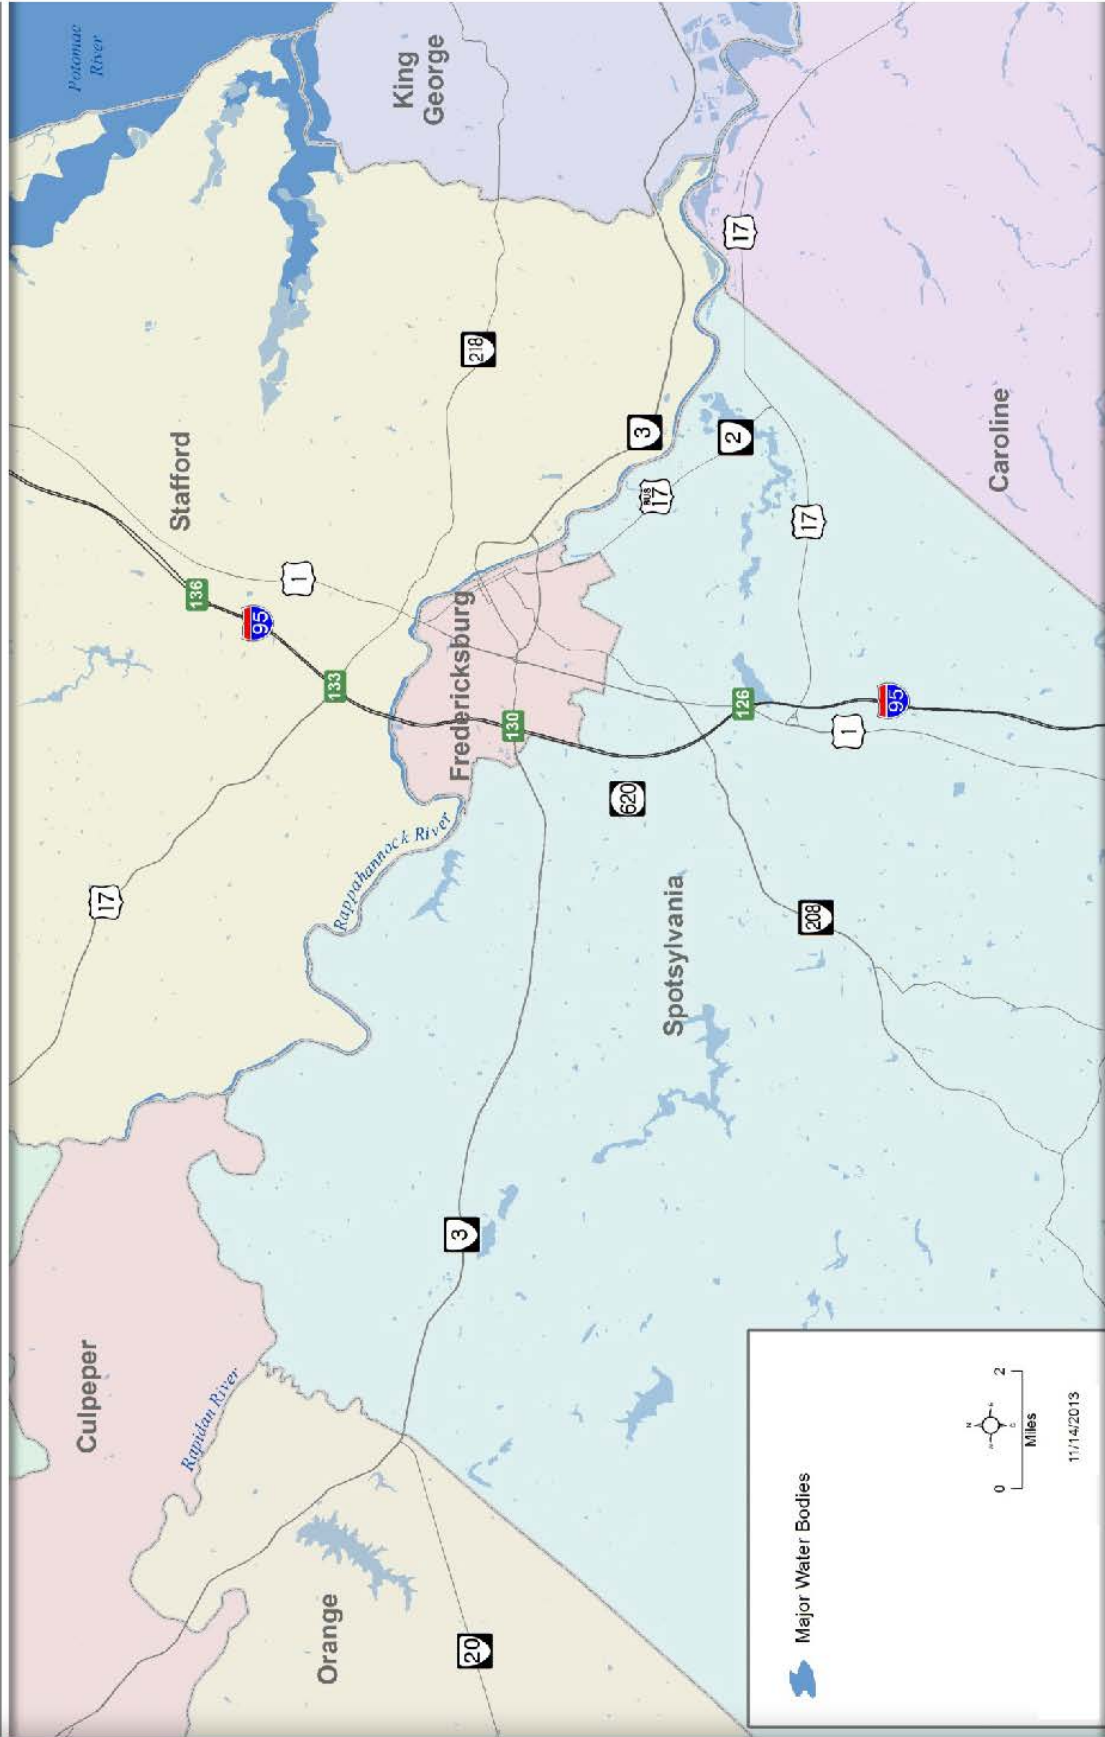 Potomac
River
Culpeper
17
Stafford
136
Rapidan River
95
1
Orange
133
Rappahannock River
King
George
Fredericksburg
3
20
218
130
620
3
BUS
17
Spotsylvania
2
17
126
17
208
1
95
Caroline
Major Water Bodies
N
0 2
Miles
11/14/2013